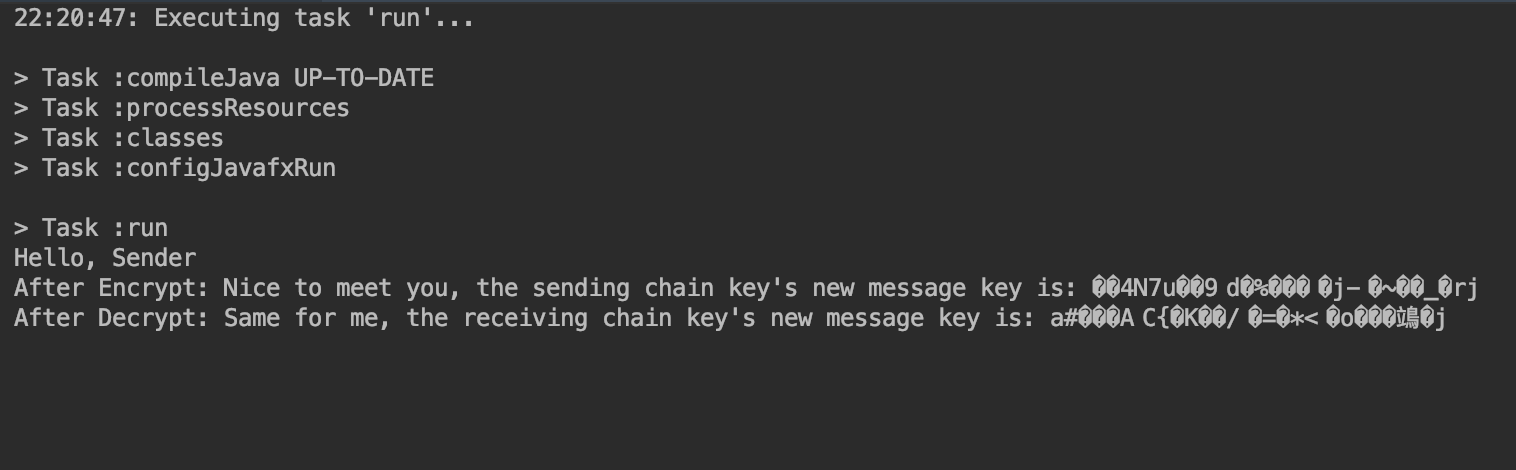 22:20:47: Executing task 'run'...
> Task :compileJava UP-TO-DATE
> Task :processResources
> Task :classes
> Task :configJavafxRun
> Task :run
Hello, Sender
After Encrypt: Nice to meet you, the sending chain key's new message key is: ��4N7u��9 d�%��� �j- �~��_�rj
After Decrypt: Same for me, the receiving chain key's new message key is: a#���A C{�K��/ �=�*< �o���鴗�j